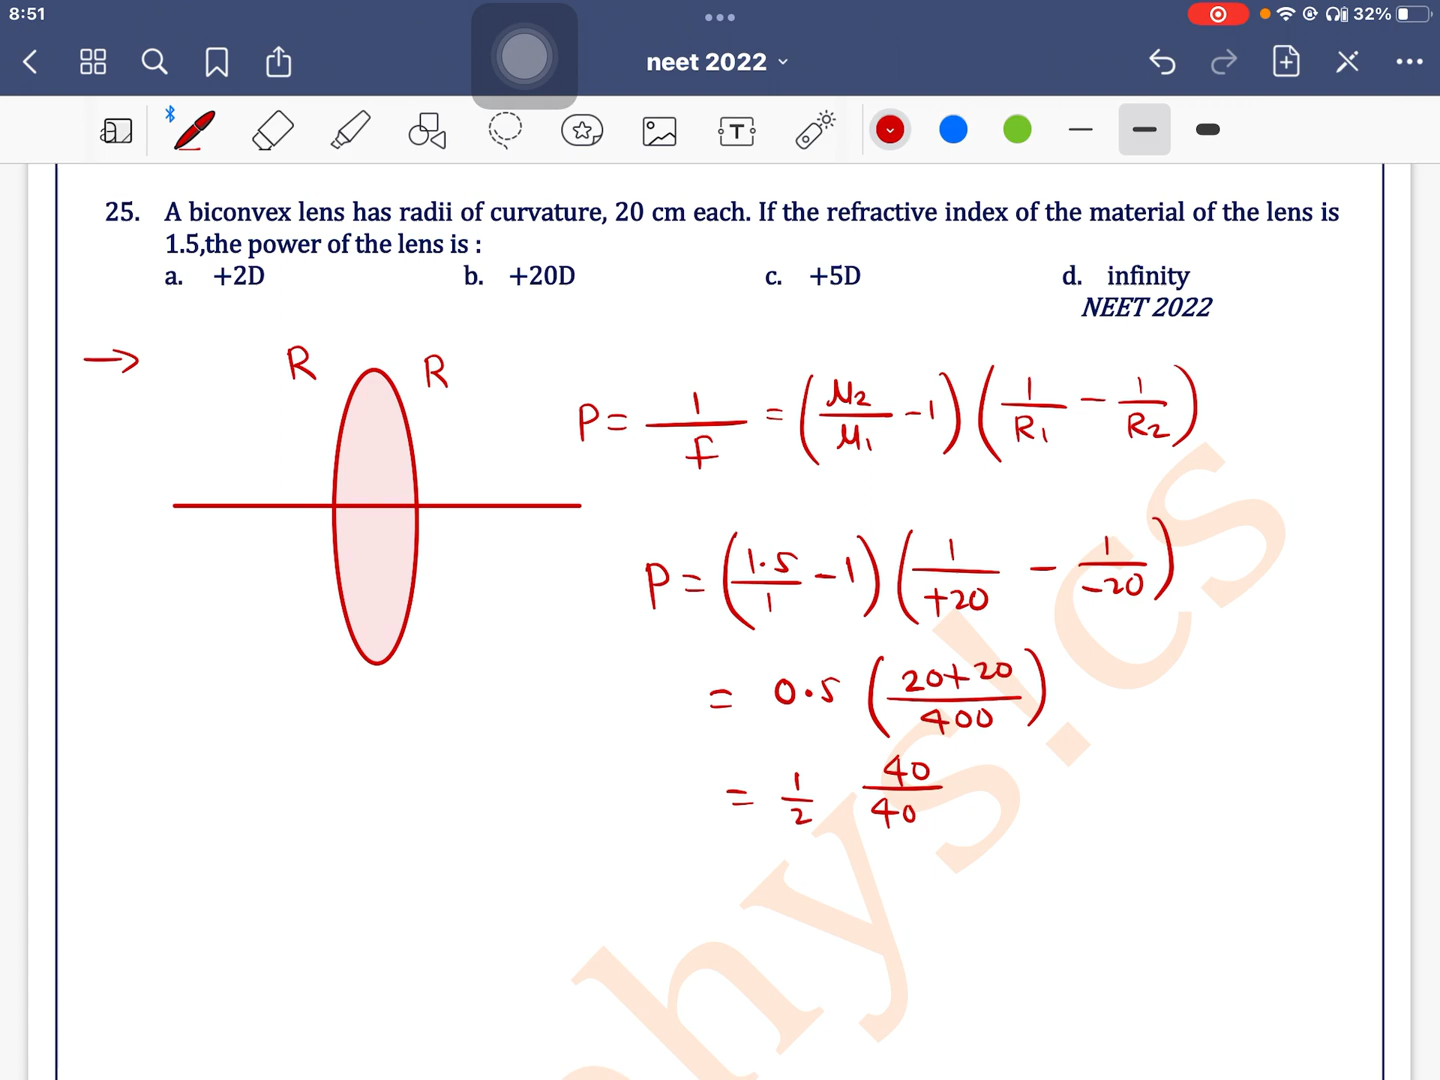 8:51
32%
neet 2022
25. A biconvex lens has radii of curvature, 20 cm each. If the refractive index of the material of the lens is
1.5,the power of the lens is :
a. +2D b. +20D c. +5D d. infinity
NEET 2022
→ R R
P = 1/F = (μ2/μ1 - 1) (1/R1 - 1/R2)
P = (1.5/1 - 1) (1/+20 - 1/-20)
= 0.5 (20+20/400)
= 1/2 40/40
phys!cs